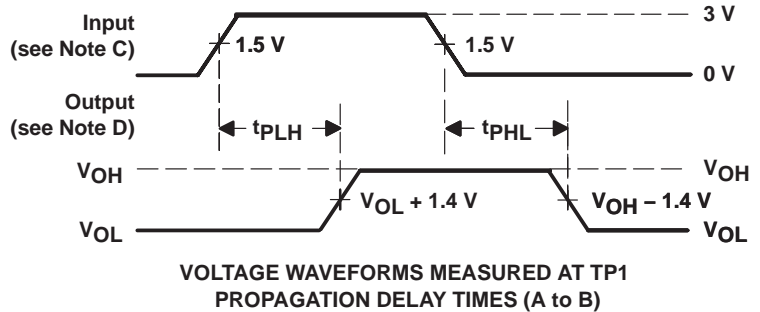 Input
(see Note C)
3 V
1.5 V
1.5 V
0 V
Output
(see Note D)
tPLH
tPHL
VOH
VOH
VOL + 1.4 V
VOH – 1.4 V
VOL
VOL
VOLTAGE WAVEFORMS MEASURED AT TP1
PROPAGATION DELAY TIMES (A to B)